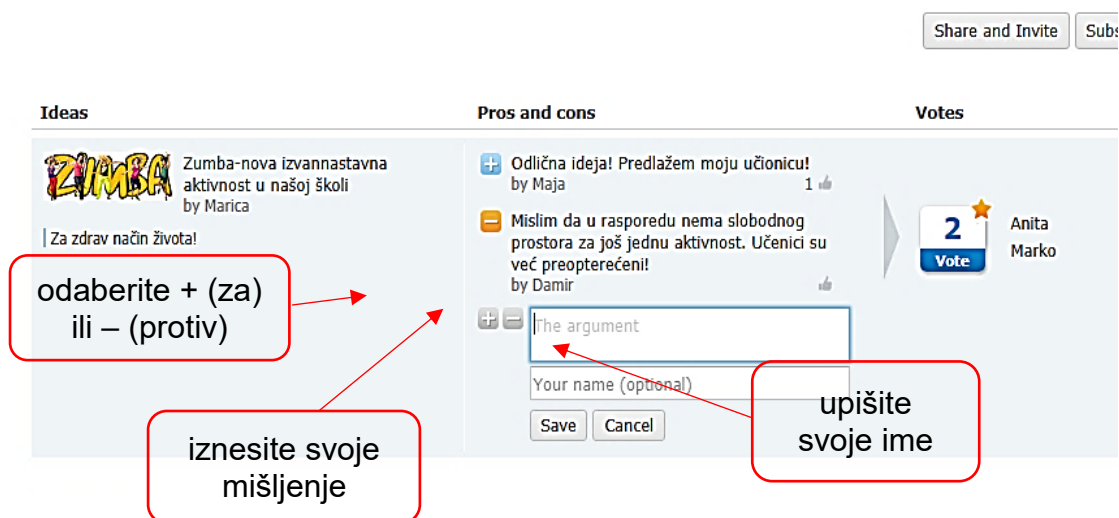 Share and Invite
Subs
Ideas
Pros and cons
Votes
ZUMBA
Zumba-nova izvannastavna
aktivnost u našoj školi
by Marica
Za zdrav način života!
Odlična ideja! Predlažem moju učionicu!
by Maja
1
Mislim da u rasporedu nema slobodnog
prostora za još jednu aktivnost. Učenici su
već preopterećeni!
by Damir
2
Vote
Anita
Marko
The argument
Your name (optional)
Save
Cancel
odaberite + (za)
ili – (protiv)
iznesite svoje
mišljenje
upišite
svoje ime